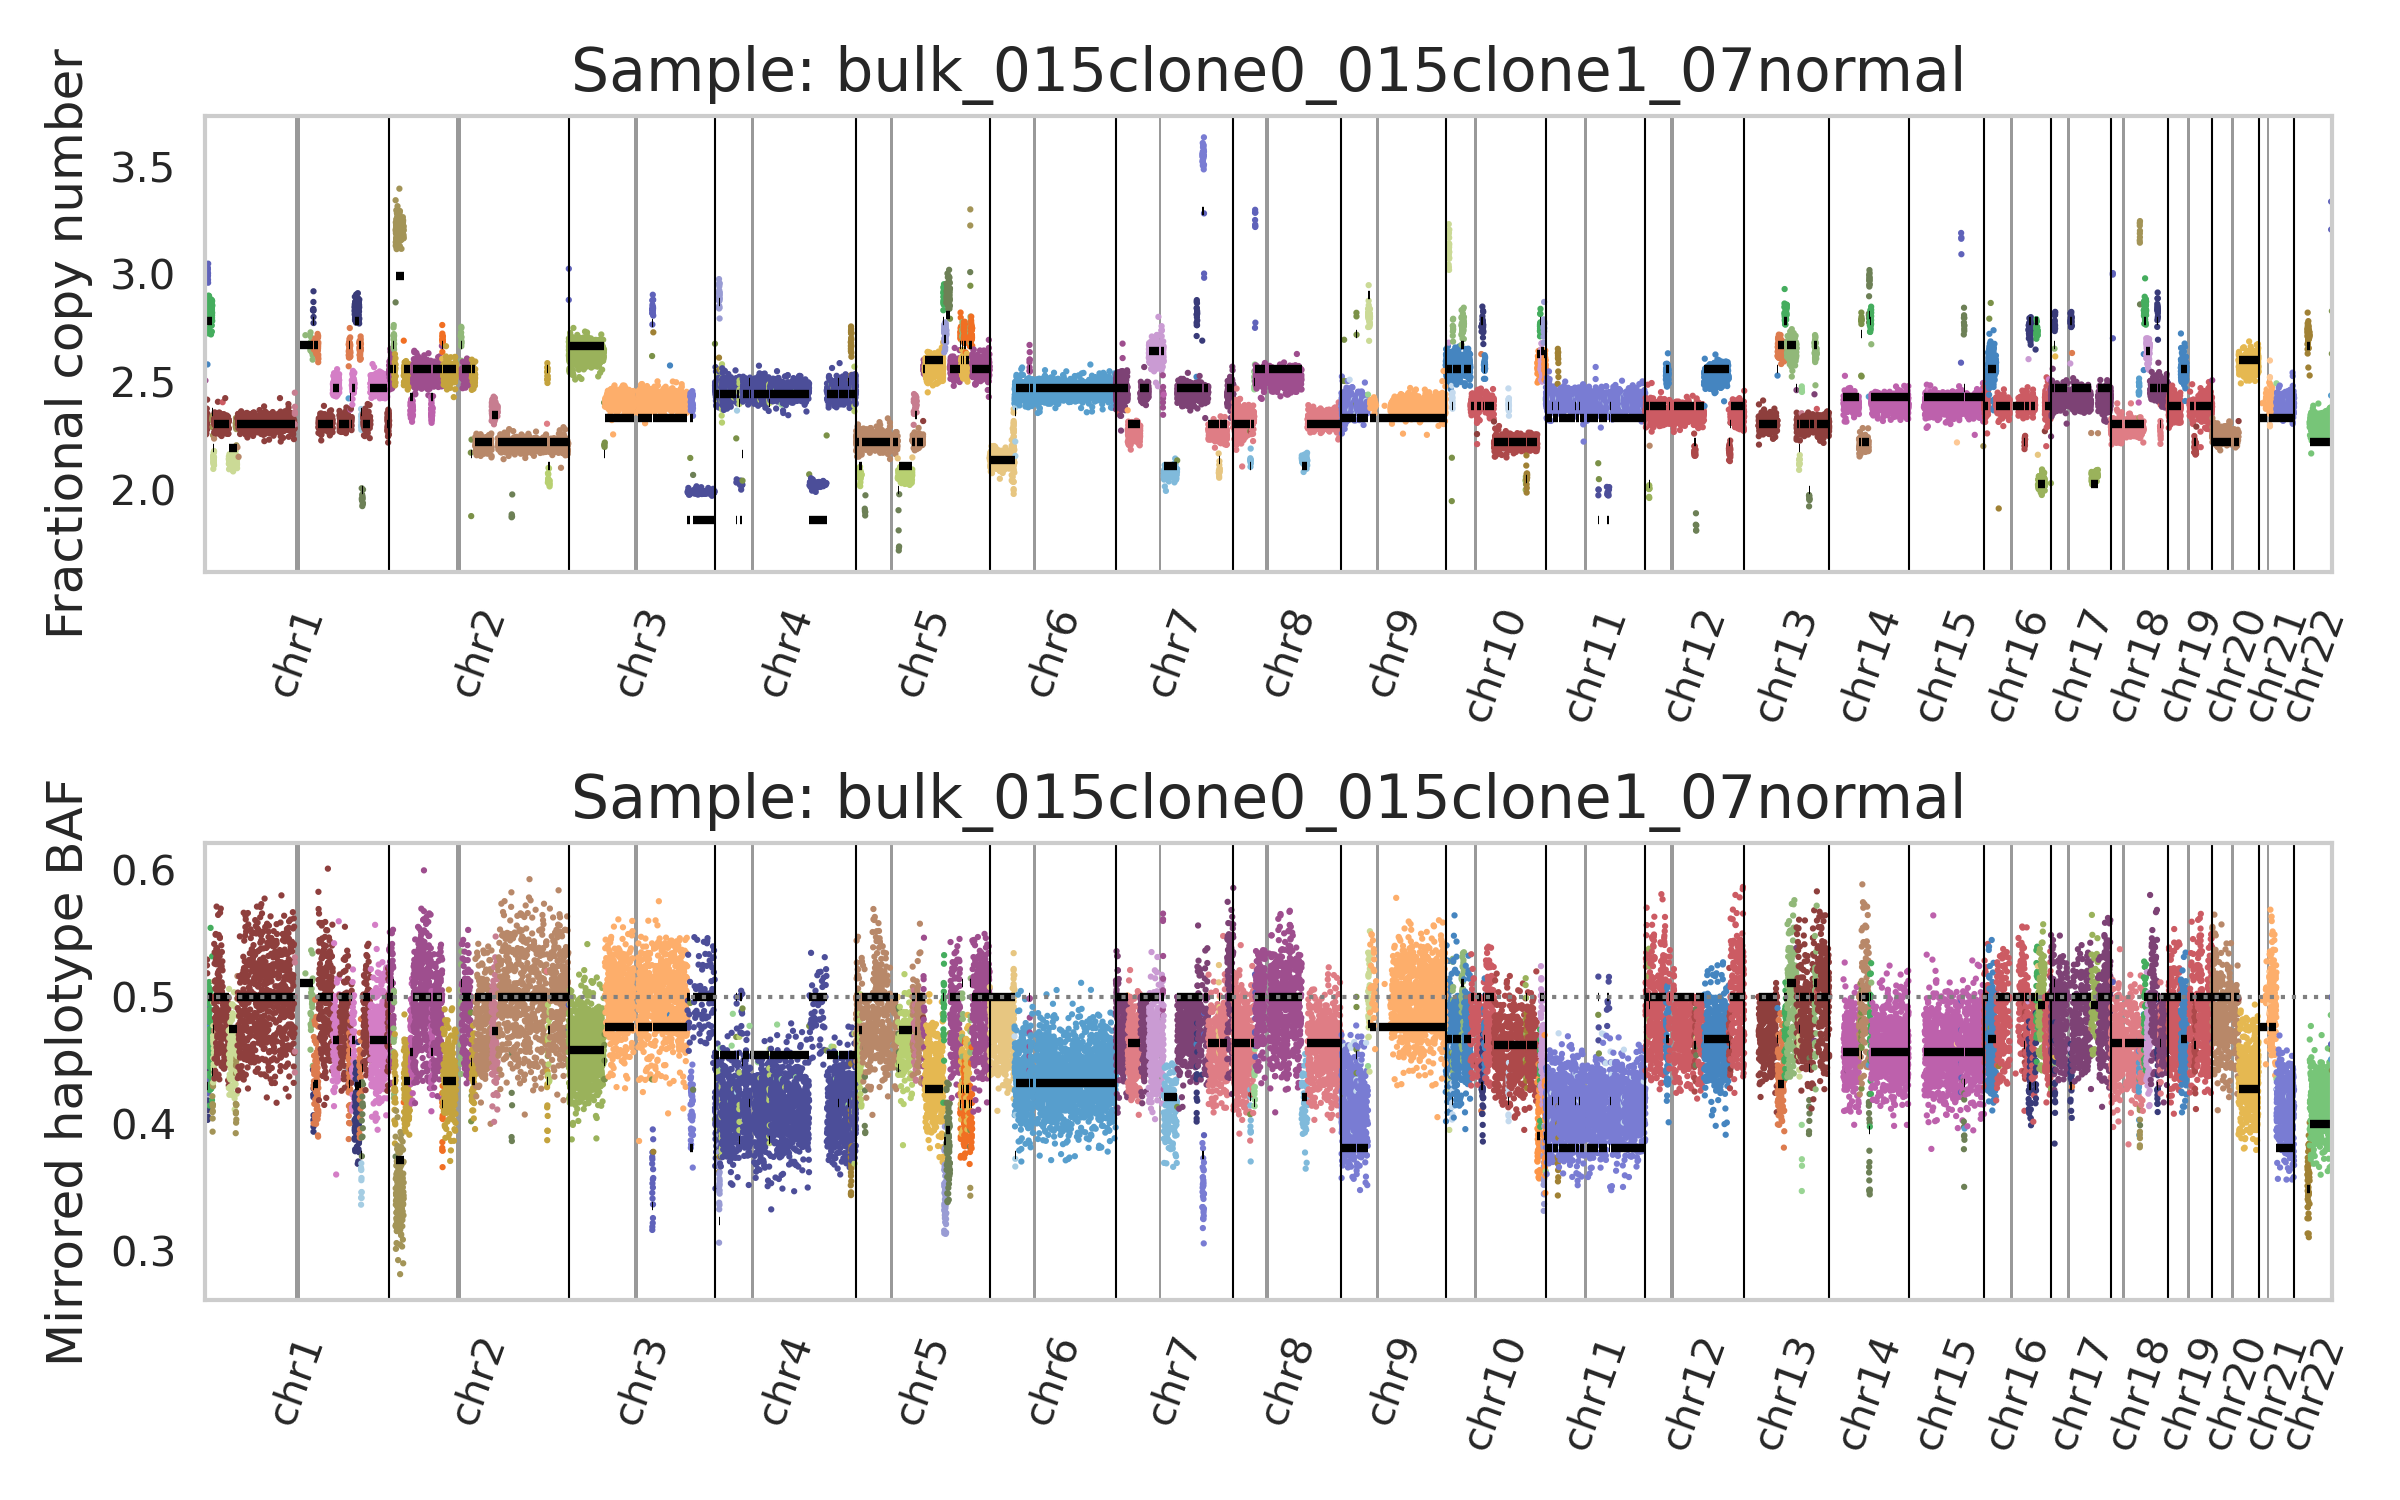 Sample: bulk_015clone0_015clone1_07normal
Fractional copy number
3.5
3.0
2.5
2.0
chr1 chr2 chr3 chr4 chr5 chr6 chr7 chr8 chr9 chr10 chr11 chr12 chr13 chr14 chr15 chr16 chr17 chr18 chr19 chr20 chr21 chr22
Sample: bulk_015clone0_015clone1_07normal
Mirrored haplotype BAF
0.6
0.5
0.4
0.3
chr1 chr2 chr3 chr4 chr5 chr6 chr7 chr8 chr9 chr10 chr11 chr12 chr13 chr14 chr15 chr16 chr17 chr18 chr19 chr20 chr21 chr22